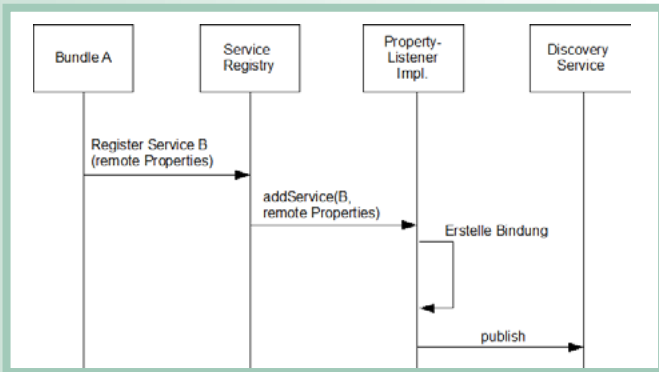 Bundle A
Service
Registry
Property-
Listener
Impl.
Discovery
Service
Register Service B
(remote Properties)
addService(B,
remote Properties)
Erstelle Bindung
publish